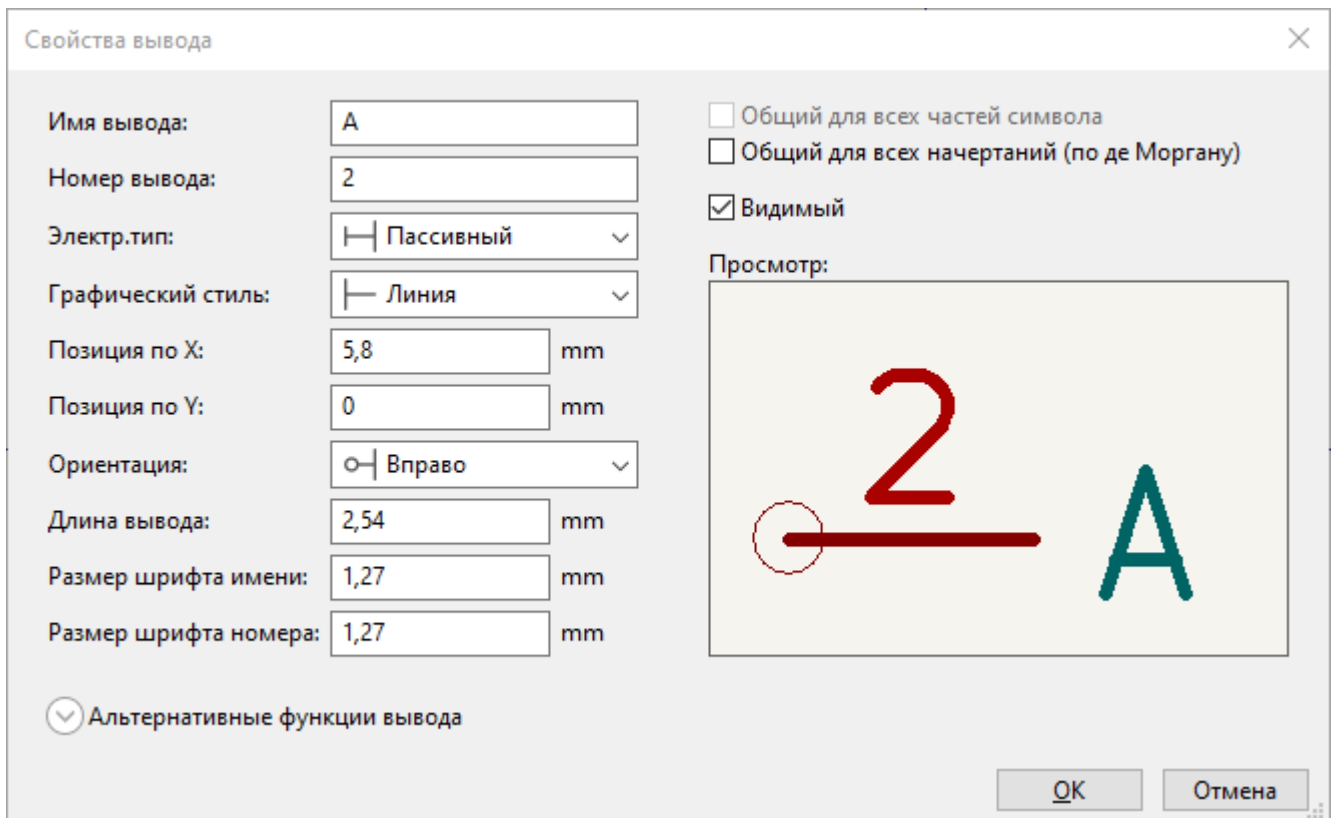 Свойства вывода
Имя вывода: A
Номер вывода: 2
Электр.тип: Пассивный
Графический стиль: Линия
Позиция по X: 5,8 mm
Позиция по Y: 0 mm
Ориентация: Вправо
Длина вывода: 2,54 mm
Размер шрифта имени: 1,27 mm
Размер шрифта номера: 1,27 mm
Альтернативные функции вывода
Общий для всех частей символа
Общий для всех начертаний (по де Моргану)
Видимый
Просмотр:
2
A
OK Отмена